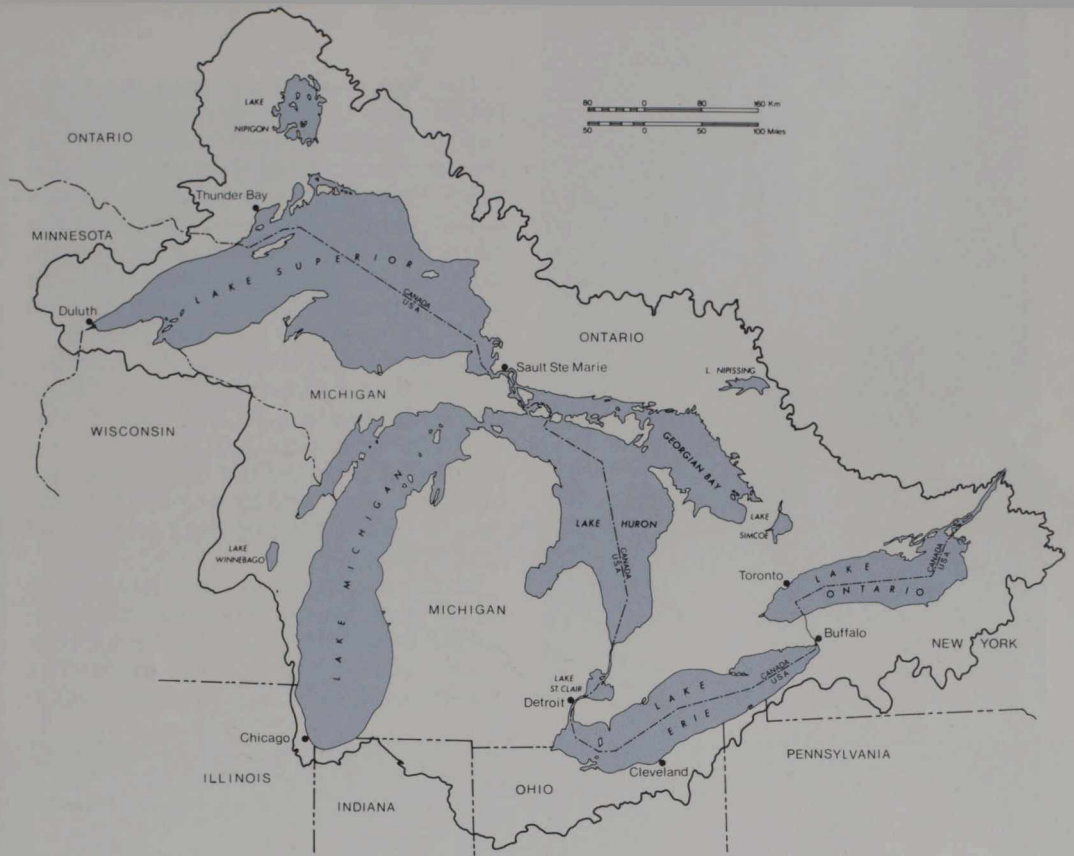 80 0 80 160 Km
50 0 50 100 Miles
LAKE
NIPIGON
ONTARIO
Thunder Bay
MINNESOTA
LAKE SUPERIOR
CANADA
U.S.A.
Duluth
ONTARIO
Sault Ste Marie
L. NIPISSING
MICHIGAN
WISCONSIN
GEORGIAN BAY
LAKE MICHIGAN
LAKE HURON
CANADA
U.S.A.
LAKE
SIMCOE
LAKE
WINNEBAGO
Toronto
LAKE
ONTARIO
CANADA
USA
MICHIGAN
Buffalo
NEW YORK
LAKE
ST CLAIR
Detroit
LAKE
ERIE
CANADA
USA
Chicago
Cleveland
PENNSYLVANIA
ILLINOIS
INDIANA
OHIO